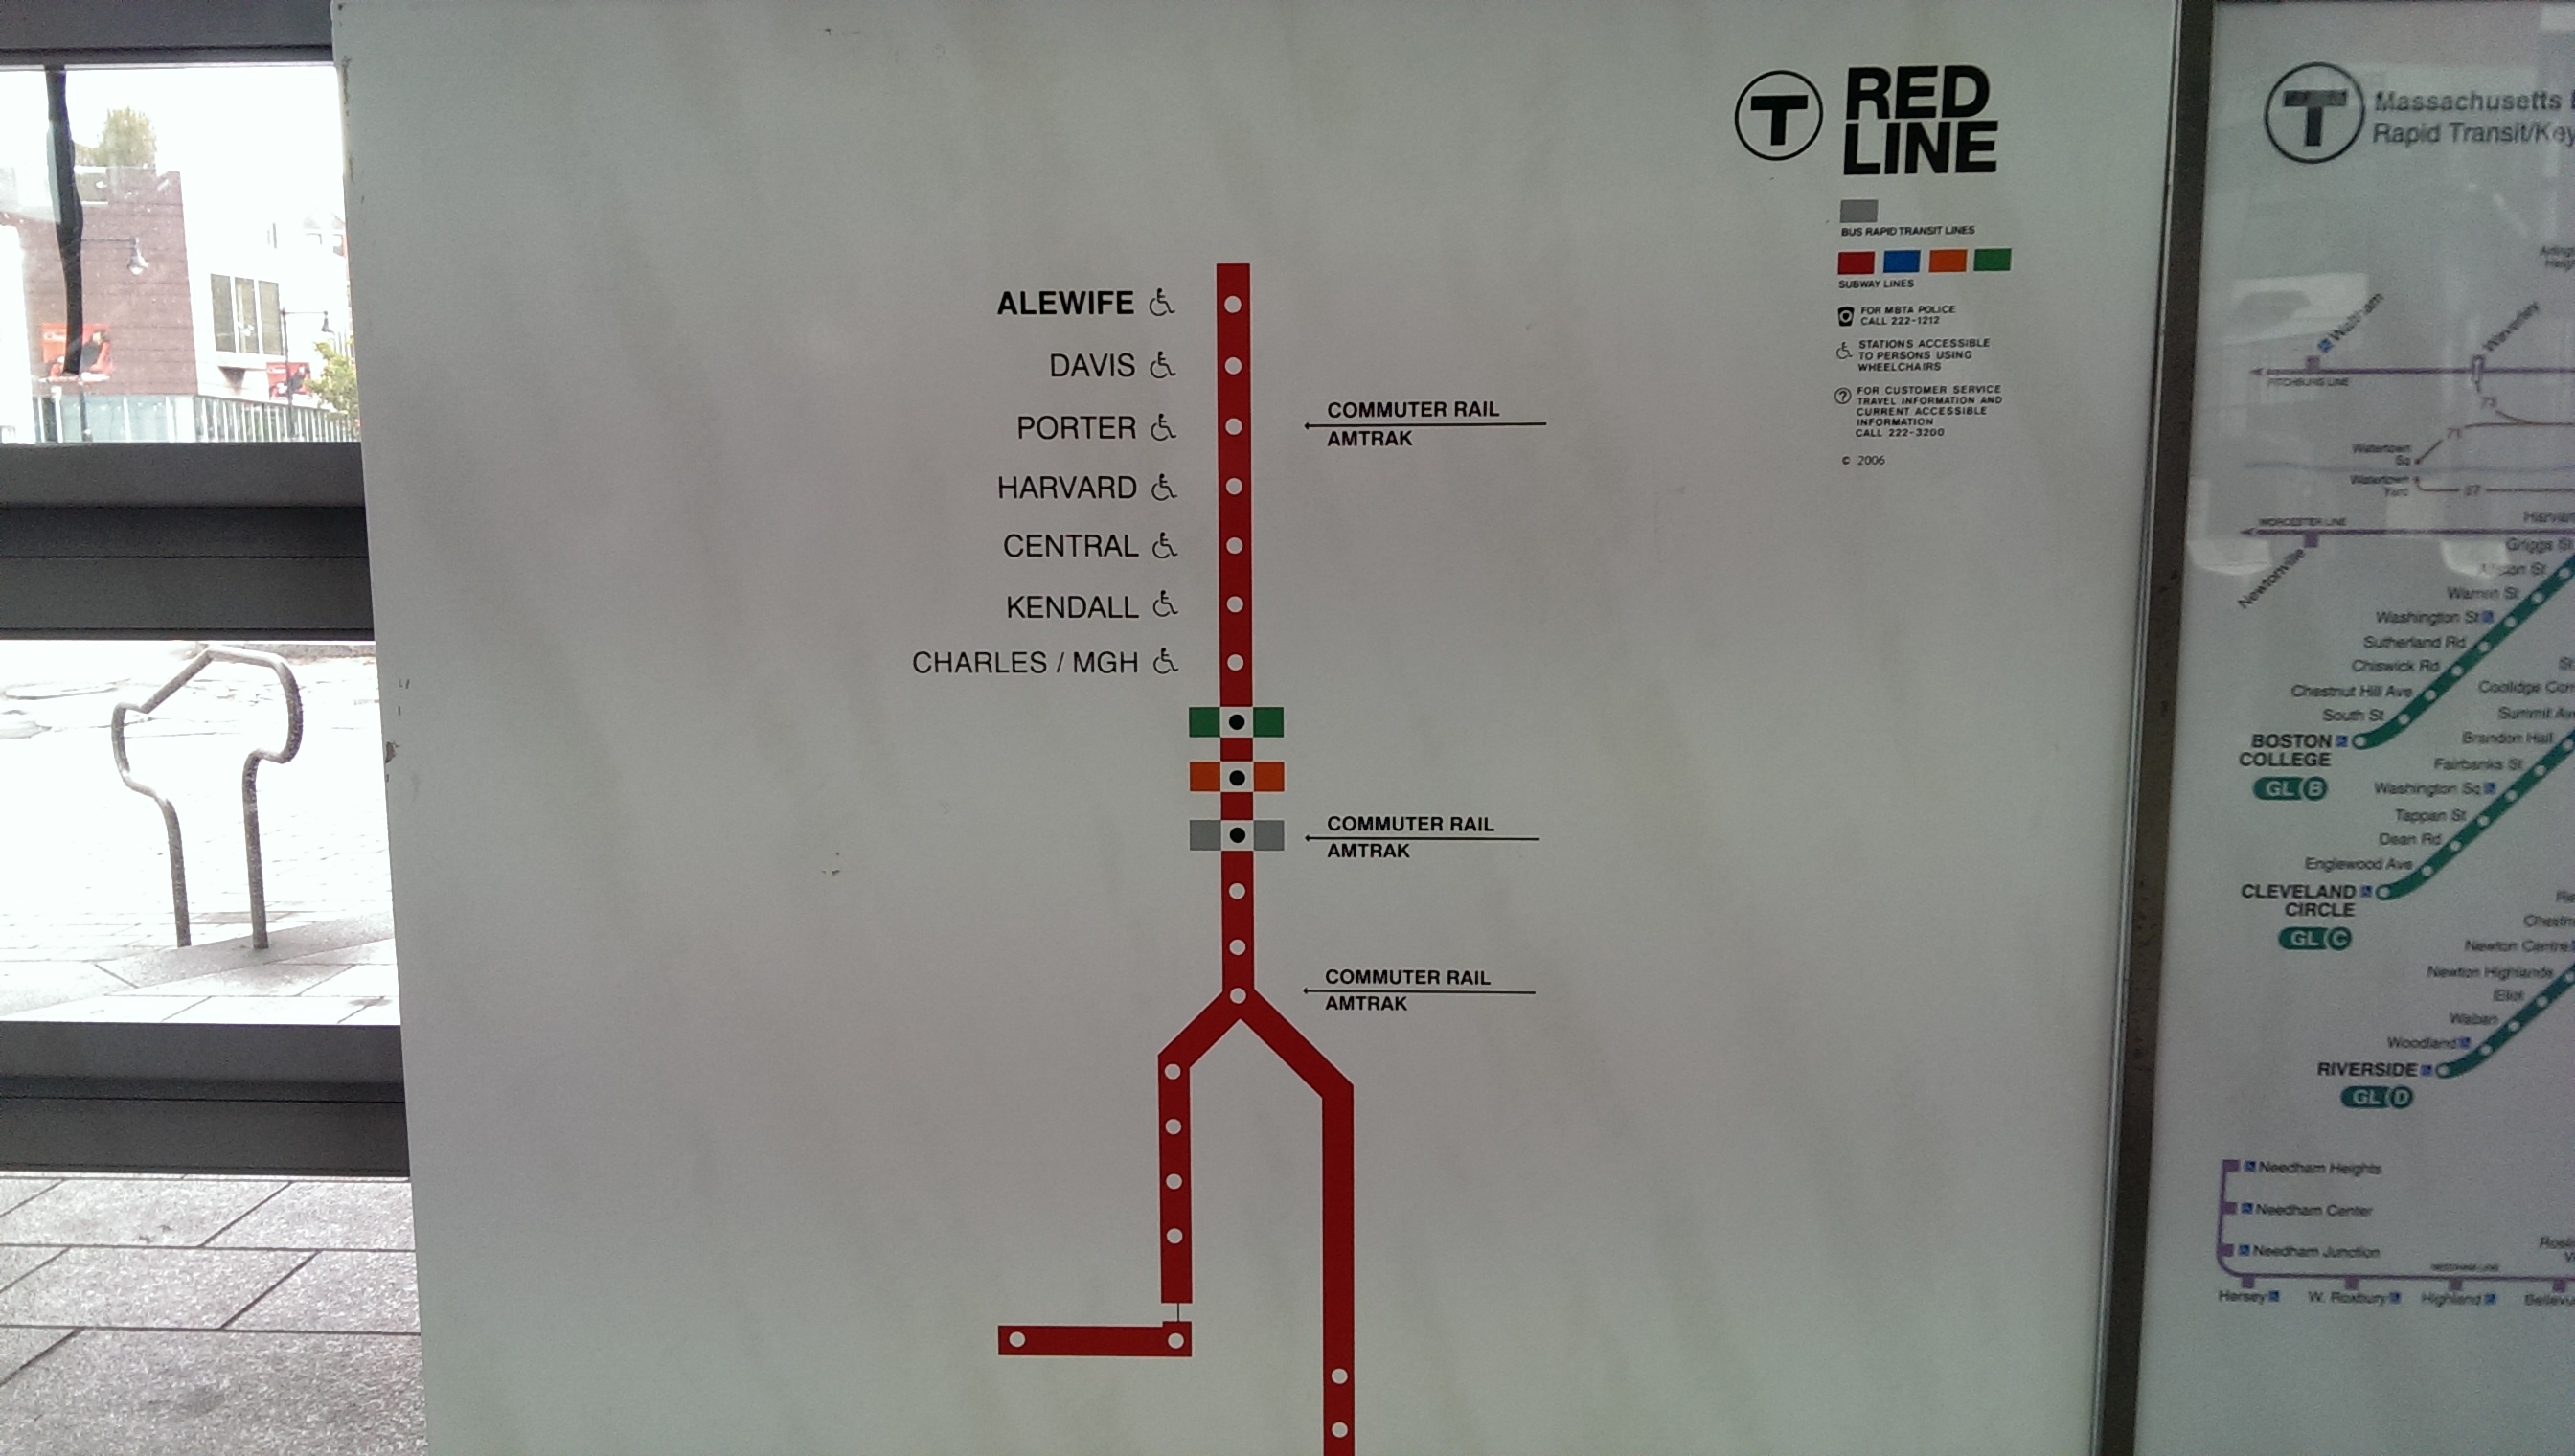 T RED
LINE
BUS RAPID TRANSIT LINES
SUBWAY LINES
FOR MBTA POLICE
CALL 222-1212
STATIONS ACCESSIBLE
TO PERSONS USING
WHEELCHAIRS
? FOR CUSTOMER SERVICE
TRAVEL INFORMATION AND
CURRENT ACCESSIBLE
INFORMATION
CALL 222-3200
© 2006
ALEWIFE
DAVIS
PORTER
COMMUTER RAIL
AMTRAK
HARVARD
CENTRAL
KENDALL
CHARLES / MGH
COMMUTER RAIL
AMTRAK
COMMUTER RAIL
AMTRAK
T Massachusetts
Rapid Transit/Key
Waltham
Waverley
FITCHBURG LINE
73
71
Watertown
Sq
Watertown
Yard
57
WORCESTER LINE
Newtonville
Griggs St
Warren St
Washington St
Sutherland Rd
Chiswick Rd
Chestnut Hill Ave
South St
BOSTON
COLLEGE
GL B
Summit Av
Brandon Hall
Fairbanks St
Washington Sq
Tappan St
Dean Rd
Englewood Ave
CLEVELAND
CIRCLE
GL C
Newton Centre
Newton Highlands
Eliot
Waban
Woodland
RIVERSIDE
GL D
Needham Heights
Needham Center
Needham Junction
Hersey
W. Roxbury
Highland